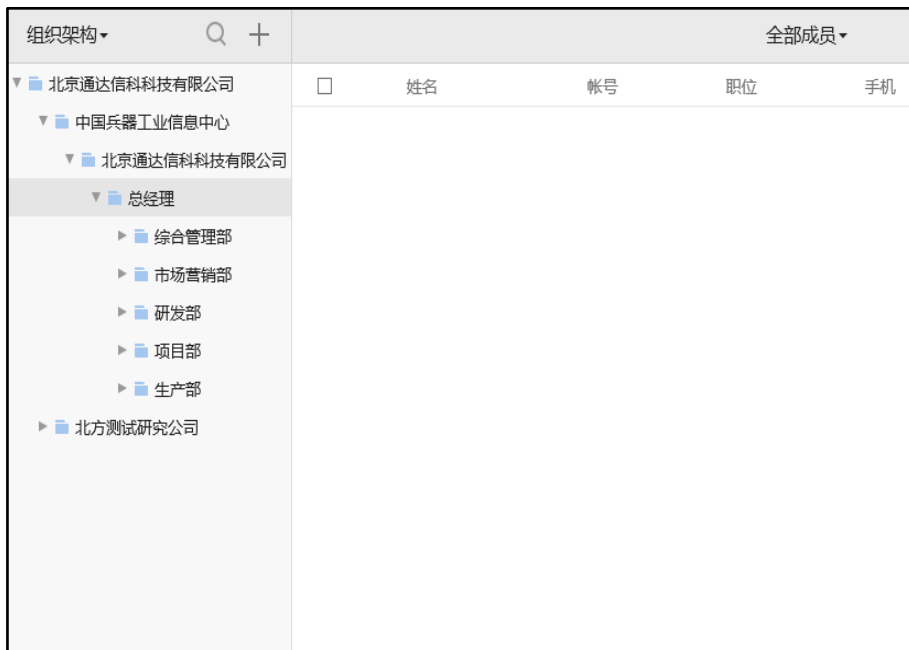 组织架构
全部成员
姓名 帐号 职位 手机
北京通达信科科技有限公司
中国兵器工业信息中心
北京通达信科科技有限公司
总经理
综合管理部
市场营销部
研发部
项目部
生产部
北方测试研究公司